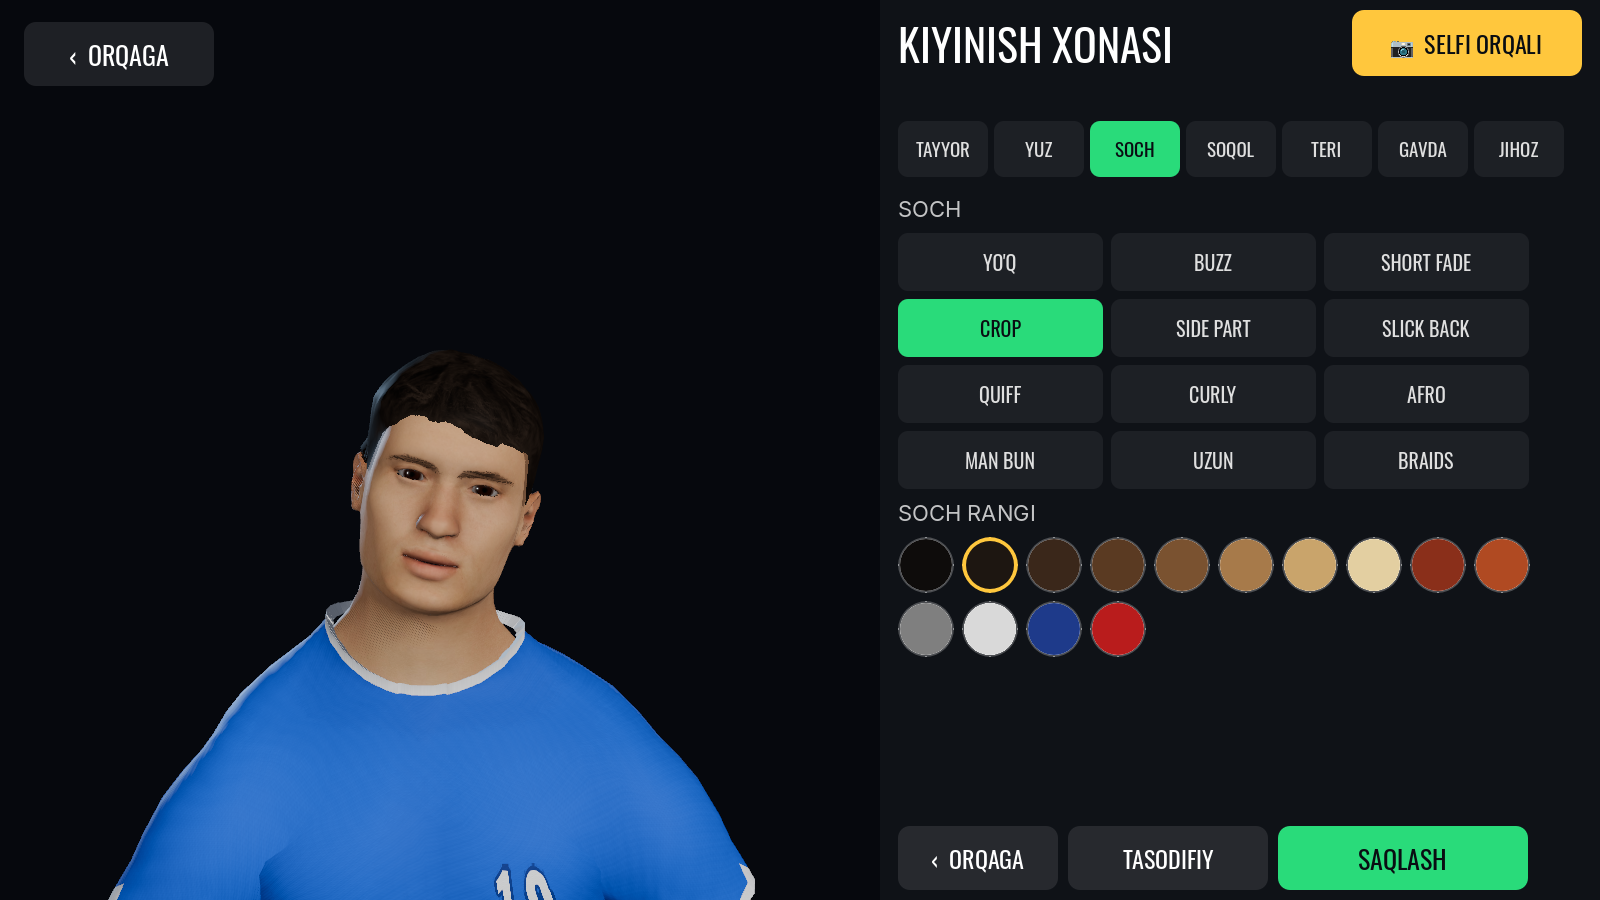 ‹ ORQAGA
KIYINISH XONASI
SELFI ORQALI
TAYYOR YUZ SOCH SOQOL TERI GAVDA JIHOZ
SOCH
YO'Q BUZZ SHORT FADE
CROP SIDE PART SLICK BACK
QUIFF CURLY AFRO
MAN BUN UZUN BRAIDS
SOCH RANGI
‹ ORQAGA TASODIFIY SAQLASH